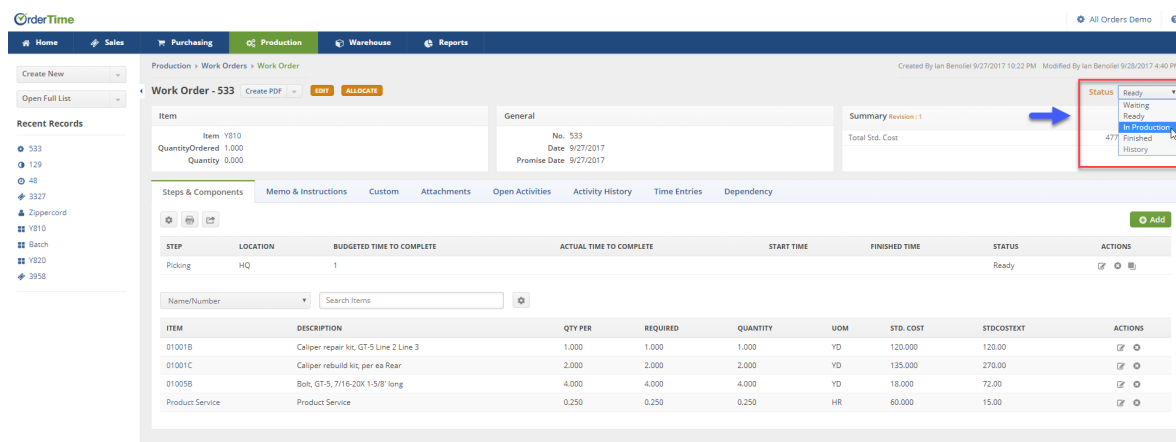 OrderTime
All Orders Demo
Home Sales Purchasing Production Warehouse Reports
Create New
Open Full List
Recent Records
533
129
48
3327
Zippercord
Y810
Batch
Y820
3958
Production › Work Orders › Work Order
Created By Ian Benoliel 9/27/2017 10:22 PM Modified By Ian Benoliel 9/28/2017 4:40 PM
Work Order - 533 Create PDF EDIT ALLOCATE
Status Ready
Waiting
Ready
In Production
Finished
History
Item
Item Y810
QuantityOrdered 1.000
Quantity 0.000
General
No. 533
Date 9/27/2017
Promise Date 9/27/2017
Summary Revision : 1
Total Std. Cost 477
Steps & Components Memo & Instructions Custom Attachments Open Activities Activity History Time Entries Dependency
Add
STEP LOCATION BUDGETED TIME TO COMPLETE ACTUAL TIME TO COMPLETE START TIME FINISHED TIME STATUS ACTIONS
Picking HQ 1 Ready
Name/Number Search Items
ITEM DESCRIPTION QTY PER REQUIRED QUANTITY UOM STD. COST STDCOSTEXT ACTIONS
01001B Caliper repair kit, GT-5 Line 2 Line 3 1.000 1.000 1.000 YD 120.000 120.00
01001C Caliper rebuild kit, per ea Rear 2.000 2.000 2.000 YD 135.000 270.00
01005B Bolt, GT-5, 7/16-20X 1-5/8' long 4.000 4.000 4.000 YD 18.000 72.00
Product Service Product Service 0.250 0.250 0.250 HR 60.000 15.00